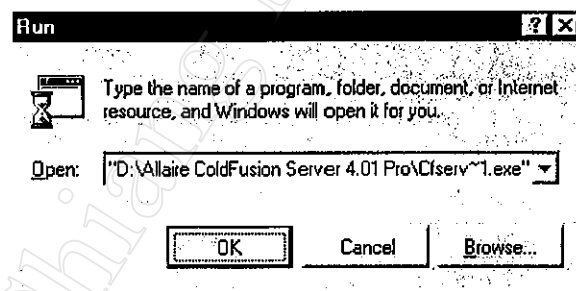 Run
Type the name of a program, folder, document, or Internet
resource, and Windows will open it for you.
Open: "D:\Allaire ColdFusion Server 4.01 Pro\Cfserv~1.exe"
OK Cancel Browse...